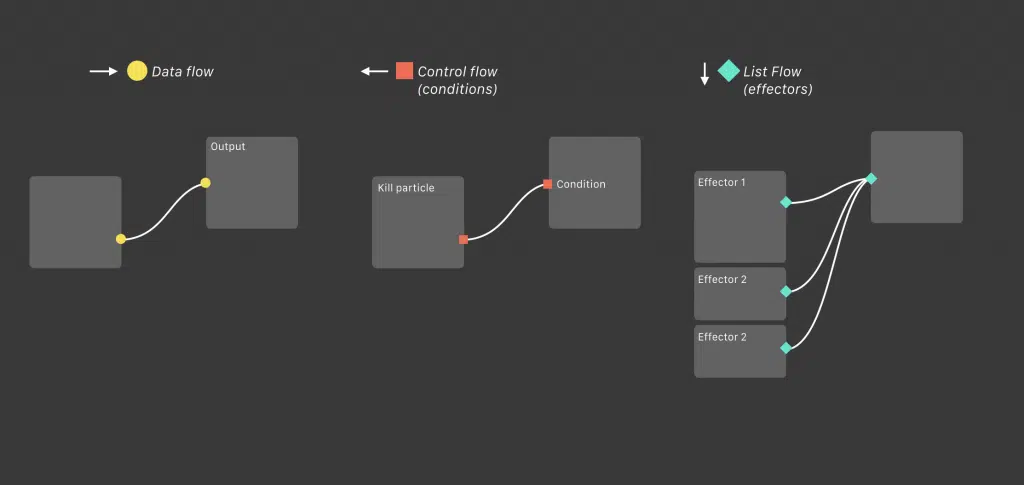 Data flow
Control flow
(conditions)
List Flow
(effectors)
Output
Kill particle
Condition
Effector 1
Effector 2
Effector 2